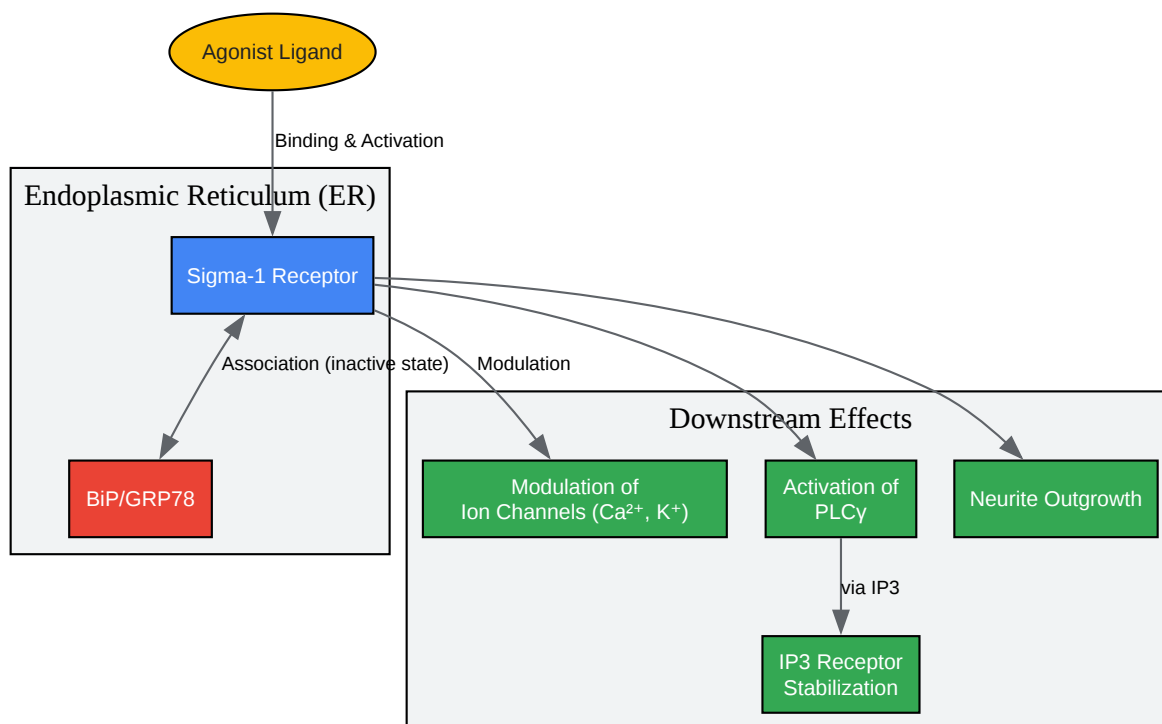 Agonist Ligand
Binding & Activation
Endoplasmic Reticulum (ER)
Sigma-1 Receptor
Association (inactive state)
Modulation
Downstream Effects
BiP/GRP78
Modulation of
Ion Channels (Ca²⁺, K⁺)
Activation of
PLCγ
Neurite Outgrowth
via IP3
IP3 Receptor
Stabilization